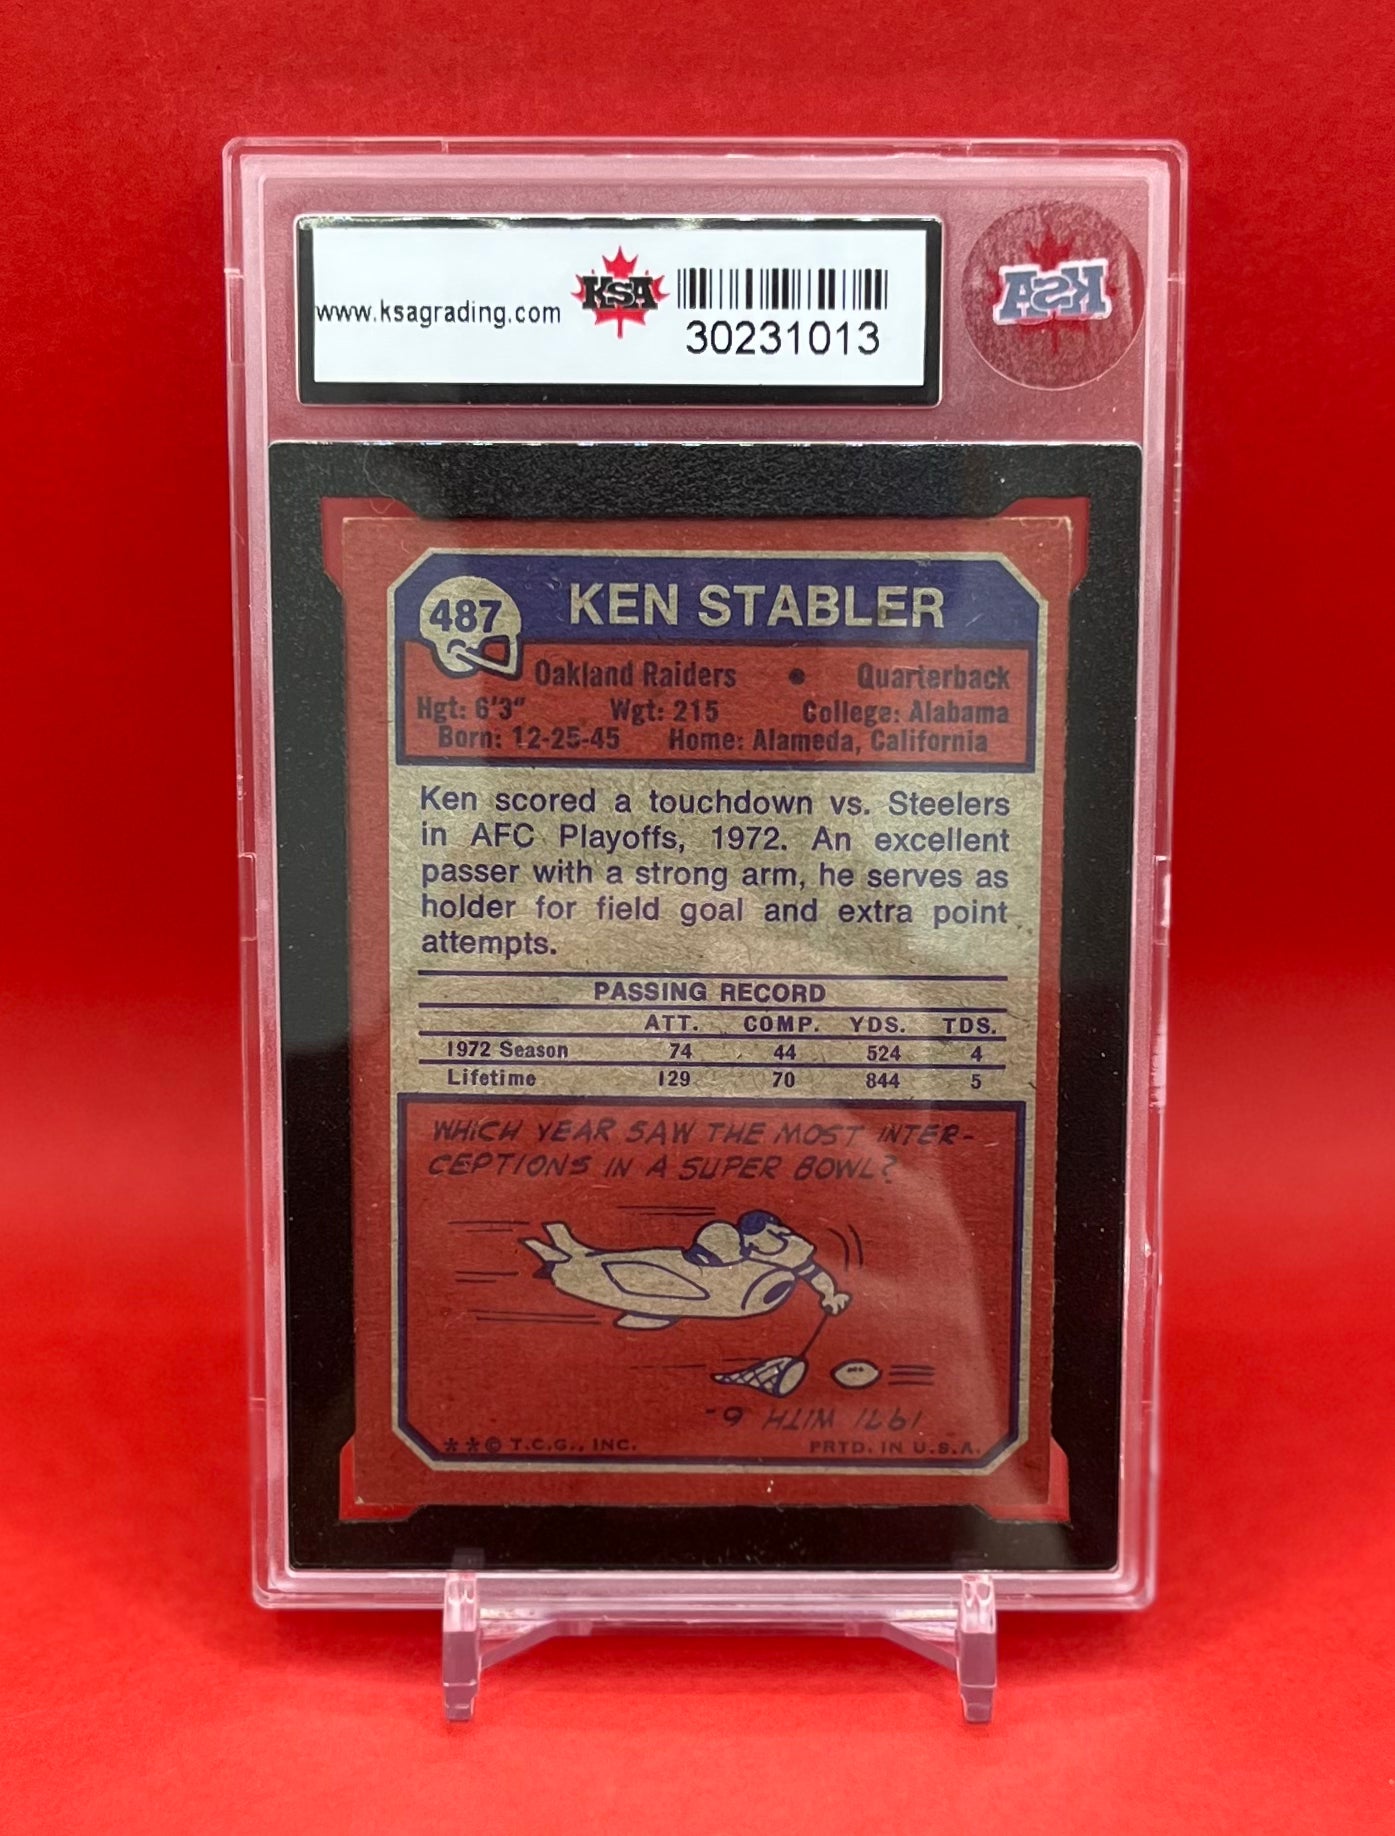 www.ksagrading.com
KSA
30231013
KSA
487
KEN STABLER
Oakland Raiders • Quarterback
Hgt: 6'3" Wgt: 215 College: Alabama
Born: 12-25-45 Home: Alameda, California
Ken scored a touchdown vs. Steelers
in AFC Playoffs, 1972. An excellent
passer with a strong arm, he serves as
holder for field goal and extra point
attempts.
PASSING RECORD
ATT. COMP. YDS. TDS.
1972 Season 74 44 524 4
Lifetime 129 70 844 5
WHICH YEAR SAW THE MOST INTER-
CEPTIONS IN A SUPER BOWL?
1971 WITH 6-
**© T.C.G., INC. PRTD. IN U.S.A.